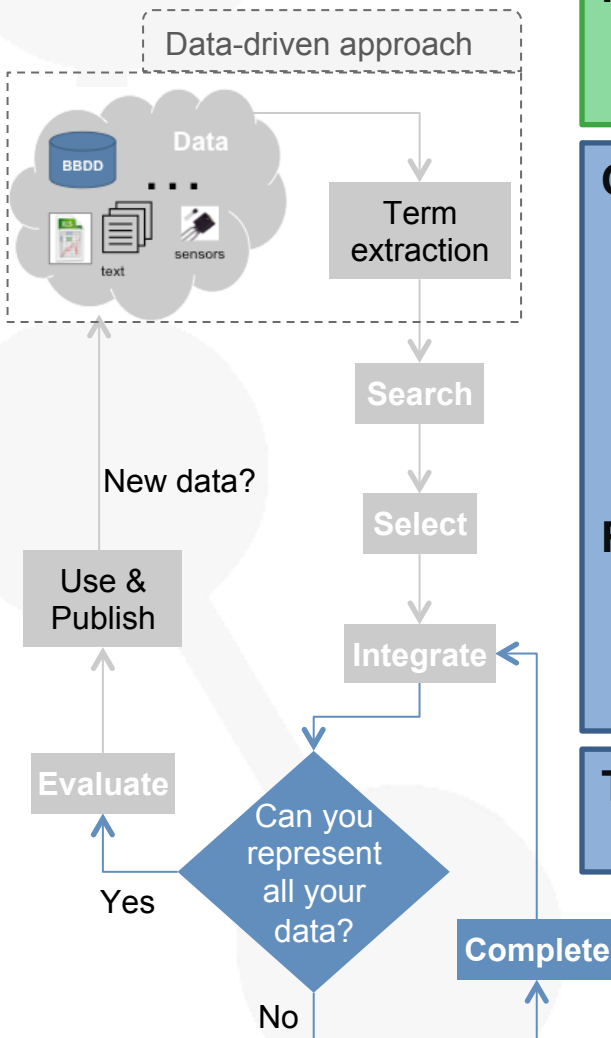 Data-driven approach
Data
BBDD
...
text
sensors
Term
extraction
Search
Select
Integrate
New data?
Use &
Publish
Evaluate
Can you
represent
all your
data?
Yes
Complete
No